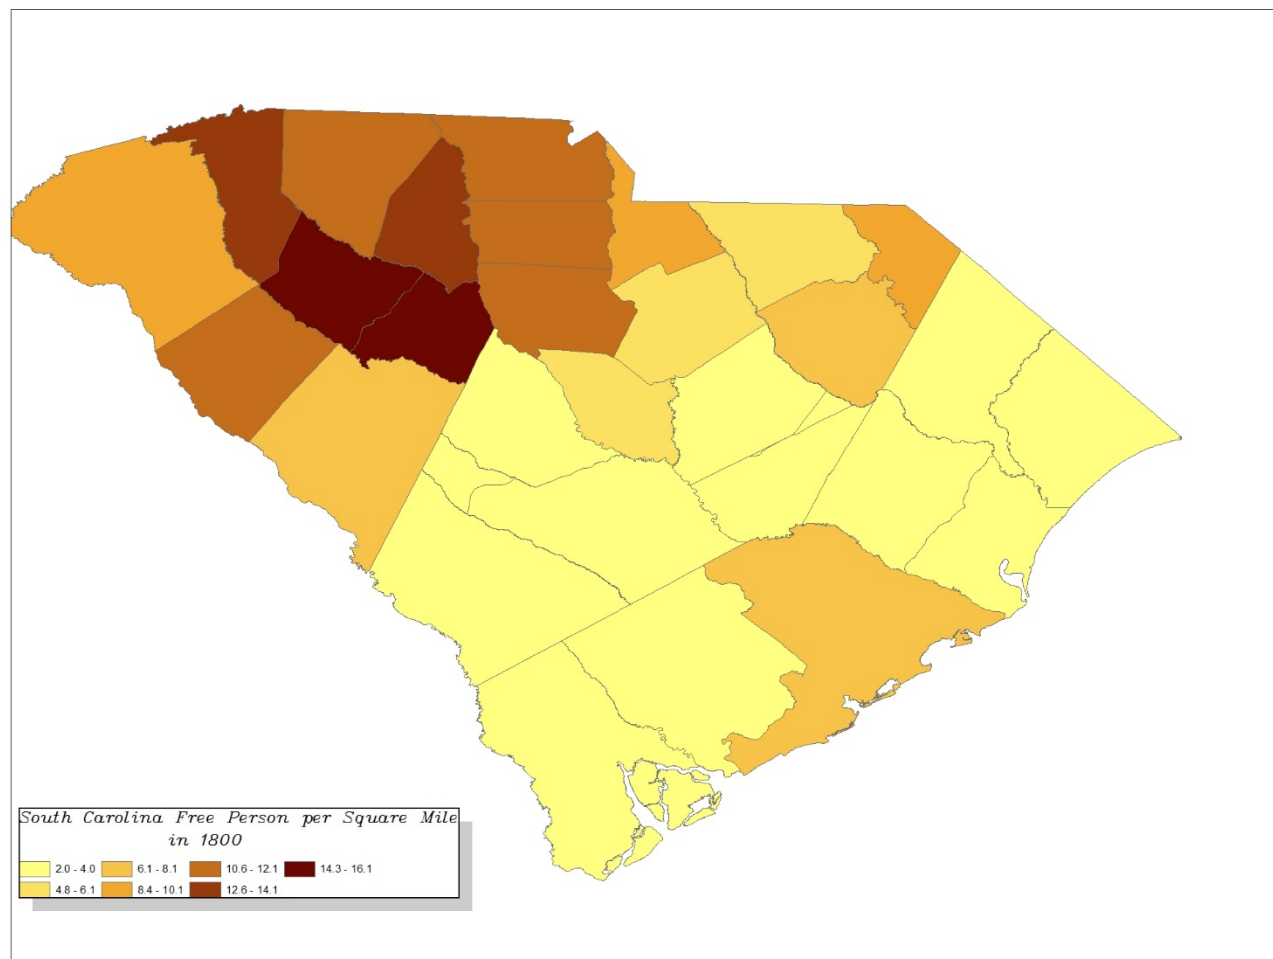 South Carolina Free Person per Square Mile
in 1800
2.0 - 4.0 6.1 - 8.1 10.6 - 12.1 14.3 - 16.1
4.8 - 6.1 8.4 - 10.1 12.6 - 14.1